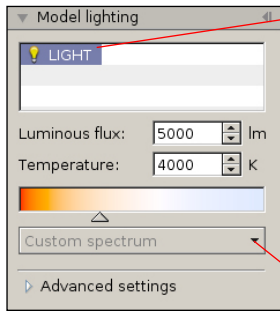 Model lighting
LIGHT
Luminous flux: 5000 lm
Temperature: 4000 K
Custom spectrum
Advanced settings